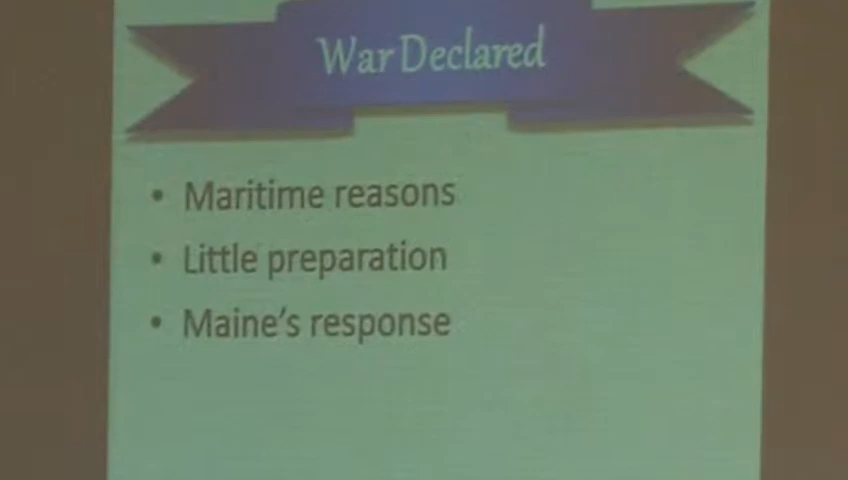 War Declared
• Maritime reasons
• Little preparation
• Maine's response